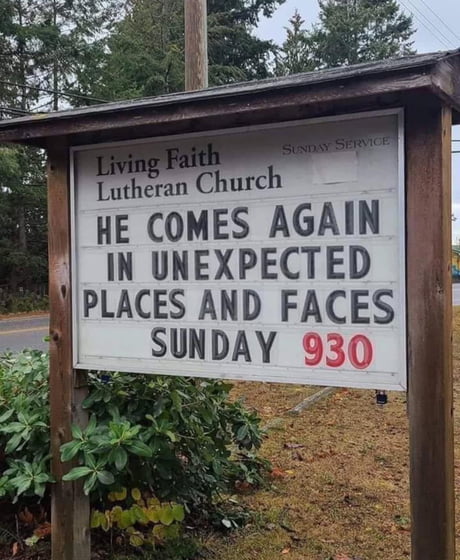 Living Faith
Lutheran Church
SUNDAY SERVICE
HE COMES AGAIN
IN UNEXPECTED
PLACES AND FACES
SUNDAY 930